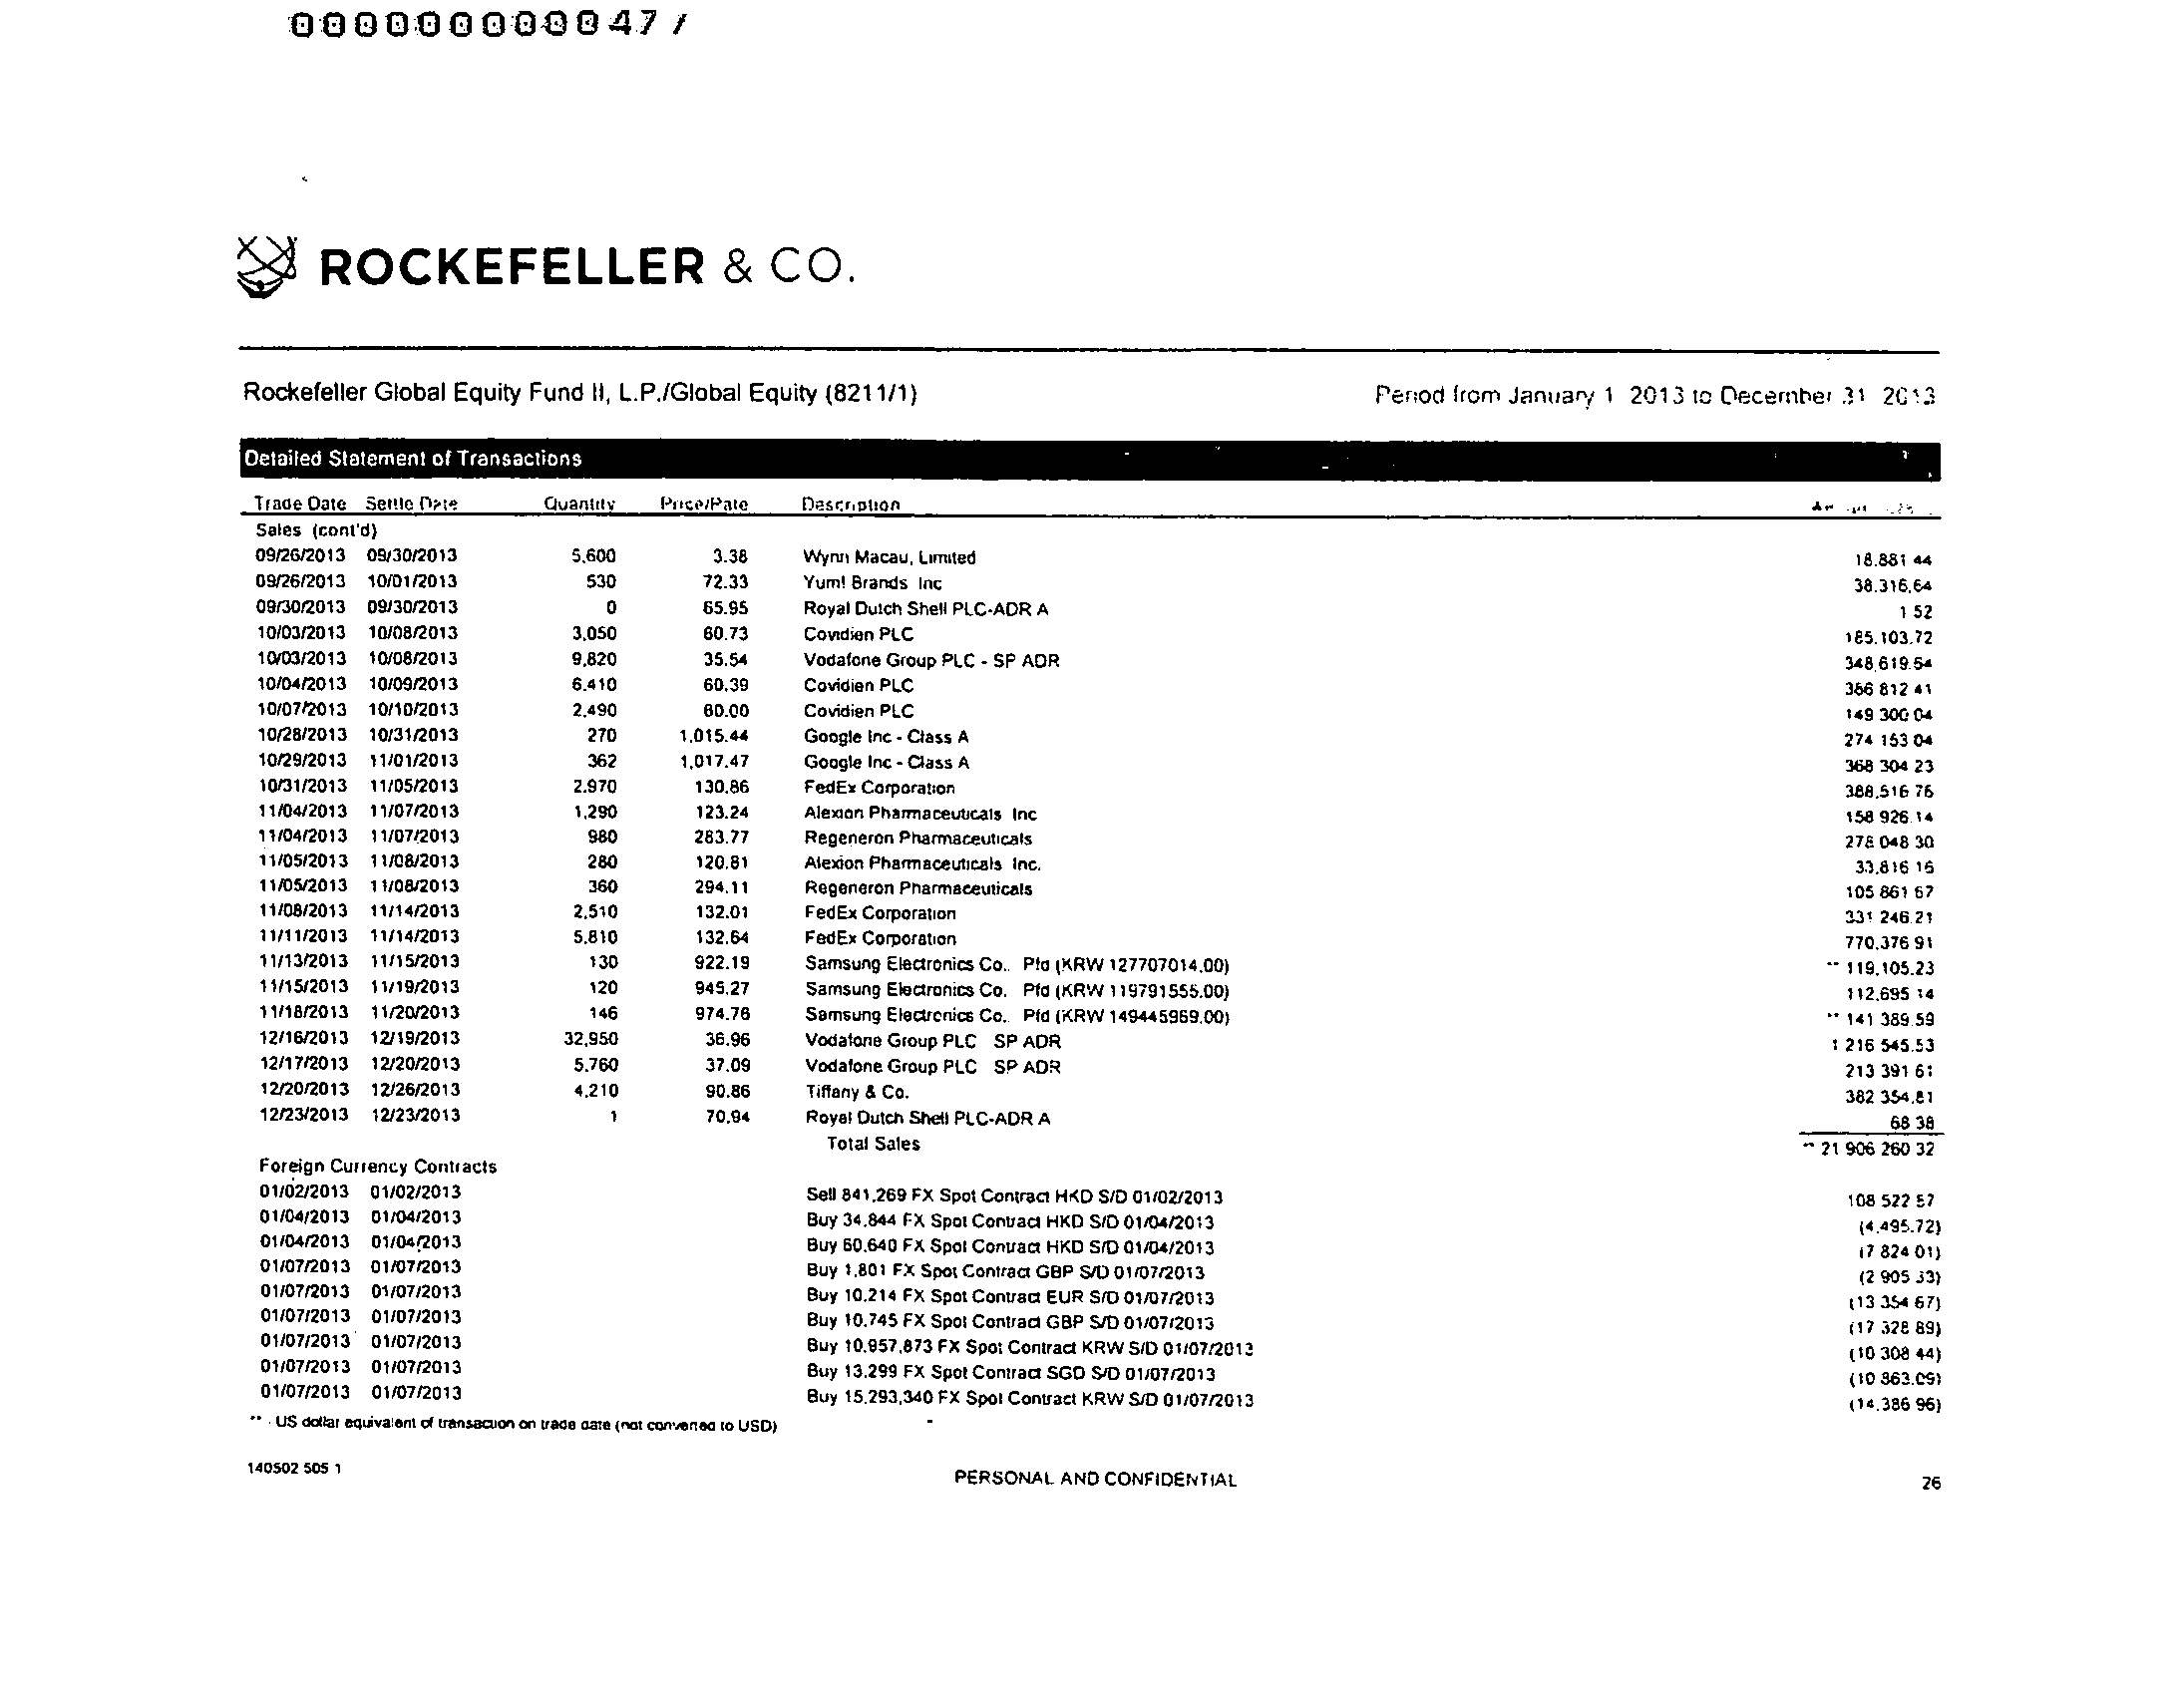 00000000047 /
ROCKEFELLER & CO.
Rockefeller Global Equity Fund II, L.P./Global Equity (8211/1) Period from January 1 2013 to December 31 2013
Detailed Statement of Transactions
Trade Date Settle Date Quantity Price/Rate Description
Sales (cont'd)
09/26/2013 09/30/2013 5,600 3.38 Wynn Macau, Limited 18,881 44
09/26/2013 10/01/2013 530 72.33 Yum! Brands Inc 38,316.64
09/30/2013 09/30/2013 0 65.95 Royal Dutch Shell PLC-ADR A 1 52
10/03/2013 10/08/2013 3,050 60.73 Covidien PLC 185,103.72
10/03/2013 10/08/2013 9,820 35.54 Vodafone Group PLC - SP ADR 348,619.54
10/04/2013 10/09/2013 6,410 60.39 Covidien PLC 386 812 41
10/07/2013 10/10/2013 2,490 60.00 Covidien PLC 149 300 04
10/28/2013 10/31/2013 270 1,015.44 Google Inc - Class A 274 153 04
10/29/2013 11/01/2013 362 1,017.47 Google Inc - Class A 368 304 23
10/31/2013 11/05/2013 2,970 130.86 FedEx Corporation 388,516 76
11/04/2013 11/07/2013 1,290 123.24 Alexion Pharmaceuticals Inc 158 926.14
11/04/2013 11/07/2013 980 283.77 Regeneron Pharmaceuticals 278 048 30
11/05/2013 11/08/2013 280 120.81 Alexion Pharmaceuticals Inc. 33,816 16
11/05/2013 11/08/2013 360 294.11 Regeneron Pharmaceuticals 105 861 67
11/08/2013 11/14/2013 2,510 132.01 FedEx Corporation 331 246.21
11/11/2013 11/14/2013 5,810 132.64 FedEx Corporation 770,376 91
11/13/2013 11/15/2013 130 922.19 Samsung Electronics Co.. Pfd (KRW 127707014.00) ** 119,105.23
11/15/2013 11/19/2013 120 945.27 Samsung Electronics Co. Pfd (KRW 119791555.00) 112,695 14
11/18/2013 11/20/2013 146 974.76 Samsung Electronics Co.. Pfd (KRW 149445969.00) ** 141 389.59
12/16/2013 12/19/2013 32,950 36.96 Vodafone Group PLC SP ADR 1 216 545.53
12/17/2013 12/20/2013 5,760 37.09 Vodafone Group PLC SP ADR 213 391 61
12/20/2013 12/26/2013 4,210 90.86 Tiffany & Co. 382 354.81
12/23/2013 12/23/2013 1 70.94 Royal Dutch Shell PLC-ADR A 68 38
Total Sales ** 21 906 260 32
Foreign Currency Contracts
01/02/2013 01/02/2013 Sell 841,269 FX Spot Contract HKD S/D 01/02/2013 108 522 57
01/04/2013 01/04/2013 Buy 34,844 FX Spot Contract HKD S/D 01/04/2013 (4,495.72)
01/04/2013 01/04/2013 Buy 60,640 FX Spot Contract HKD S/D 01/04/2013 (7 824 01)
01/07/2013 01/07/2013 Buy 1,801 FX Spot Contract GBP S/D 01/07/2013 (2 905 33)
01/07/2013 01/07/2013 Buy 10,214 FX Spot Contract EUR S/D 01/07/2013 (13 354 67)
01/07/2013 01/07/2013 Buy 10,745 FX Spot Contract GBP S/D 01/07/2013 (17 328 89)
01/07/2013 01/07/2013 Buy 10,957,873 FX Spot Contract KRW S/D 01/07/2013 (10 308 44)
01/07/2013 01/07/2013 Buy 13,299 FX Spot Contract SGD S/D 01/07/2013 (10 863.09)
01/07/2013 01/07/2013 Buy 15,293,340 FX Spot Contract KRW S/D 01/07/2013 (14,386 96)
** - US dollar equivalent of transaction on trade date (not converted to USD)
140502 505 1 PERSONAL AND CONFIDENTIAL 26